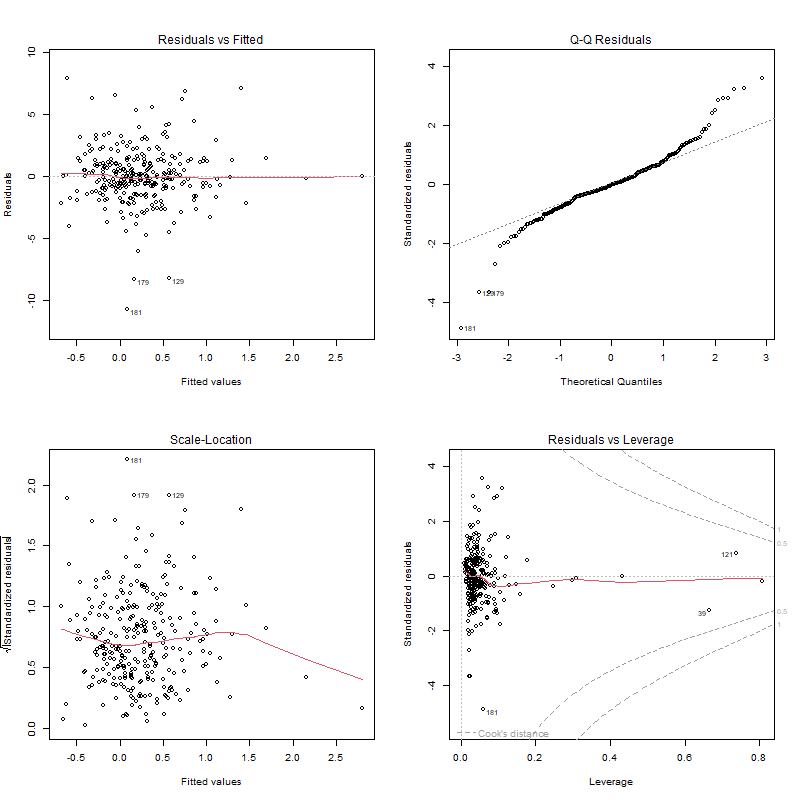 Residuals vs Fitted
Residuals
10
5
0
-5
-10
179
129
181
-0.5 0.0 0.5 1.0 1.5 2.0 2.5
Fitted values
Q-Q Residuals
Standardized residuals
4
2
0
-2
-4
179
181
-3 -2 -1 0 1 2 3
Theoretical Quantiles
Scale-Location
√|Standardized residuals|
2.0
1.5
1.0
0.5
0.0
181
179
129
-0.5 0.0 0.5 1.0 1.5 2.0 2.5
Fitted values
Residuals vs Leverage
Standardized residuals
4
2
0
-2
-4
1
0.5
121
39
0.5
1
181
Cook's distance
0.0 0.2 0.4 0.6 0.8
Leverage